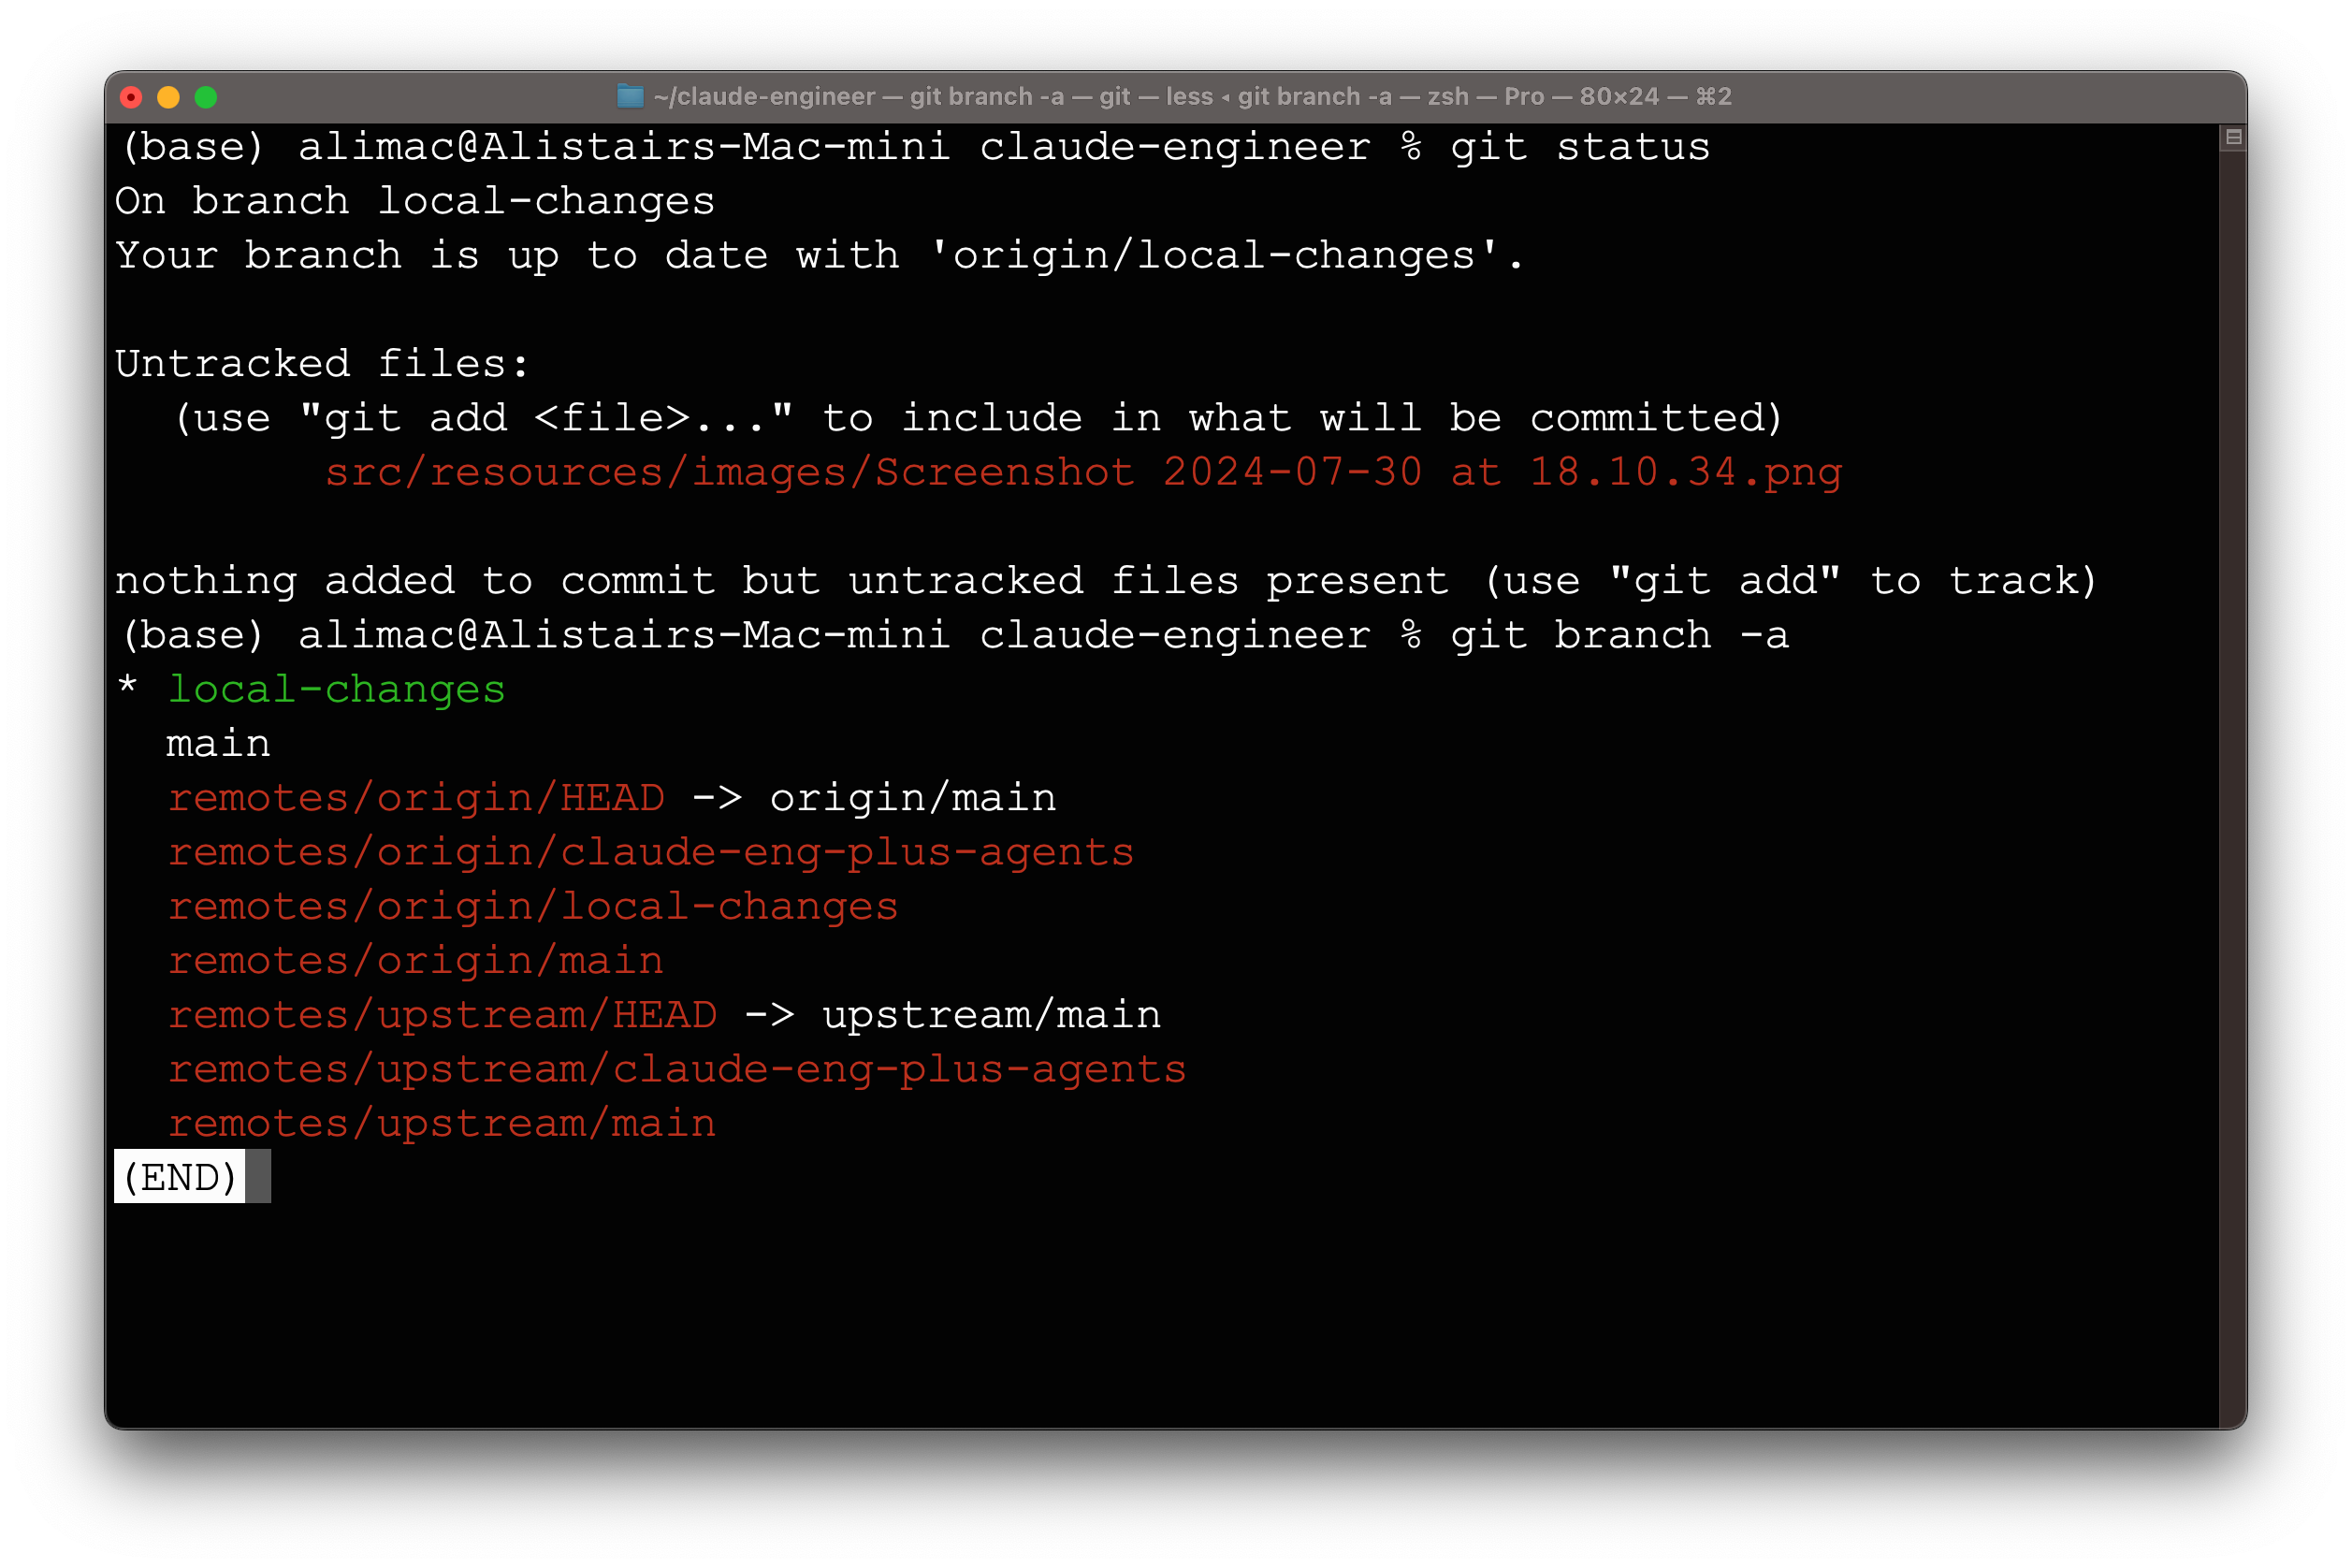 ~/claude-engineer — git branch -a — git — less ◂ git branch -a — zsh — Pro — 80×24 — ⌘2
(base) alimac@Alistairs-Mac-mini claude-engineer % git status
On branch local-changes
Your branch is up to date with 'origin/local-changes'.
Untracked files:
(use "git add <file>..." to include in what will be committed)
src/resources/images/Screenshot 2024-07-30 at 18.10.34.png
nothing added to commit but untracked files present (use "git add" to track)
(base) alimac@Alistairs-Mac-mini claude-engineer % git branch -a
* local-changes
main
remotes/origin/HEAD -> origin/main
remotes/origin/claude-eng-plus-agents
remotes/origin/local-changes
remotes/origin/main
remotes/upstream/HEAD -> upstream/main
remotes/upstream/claude-eng-plus-agents
remotes/upstream/main
(END)